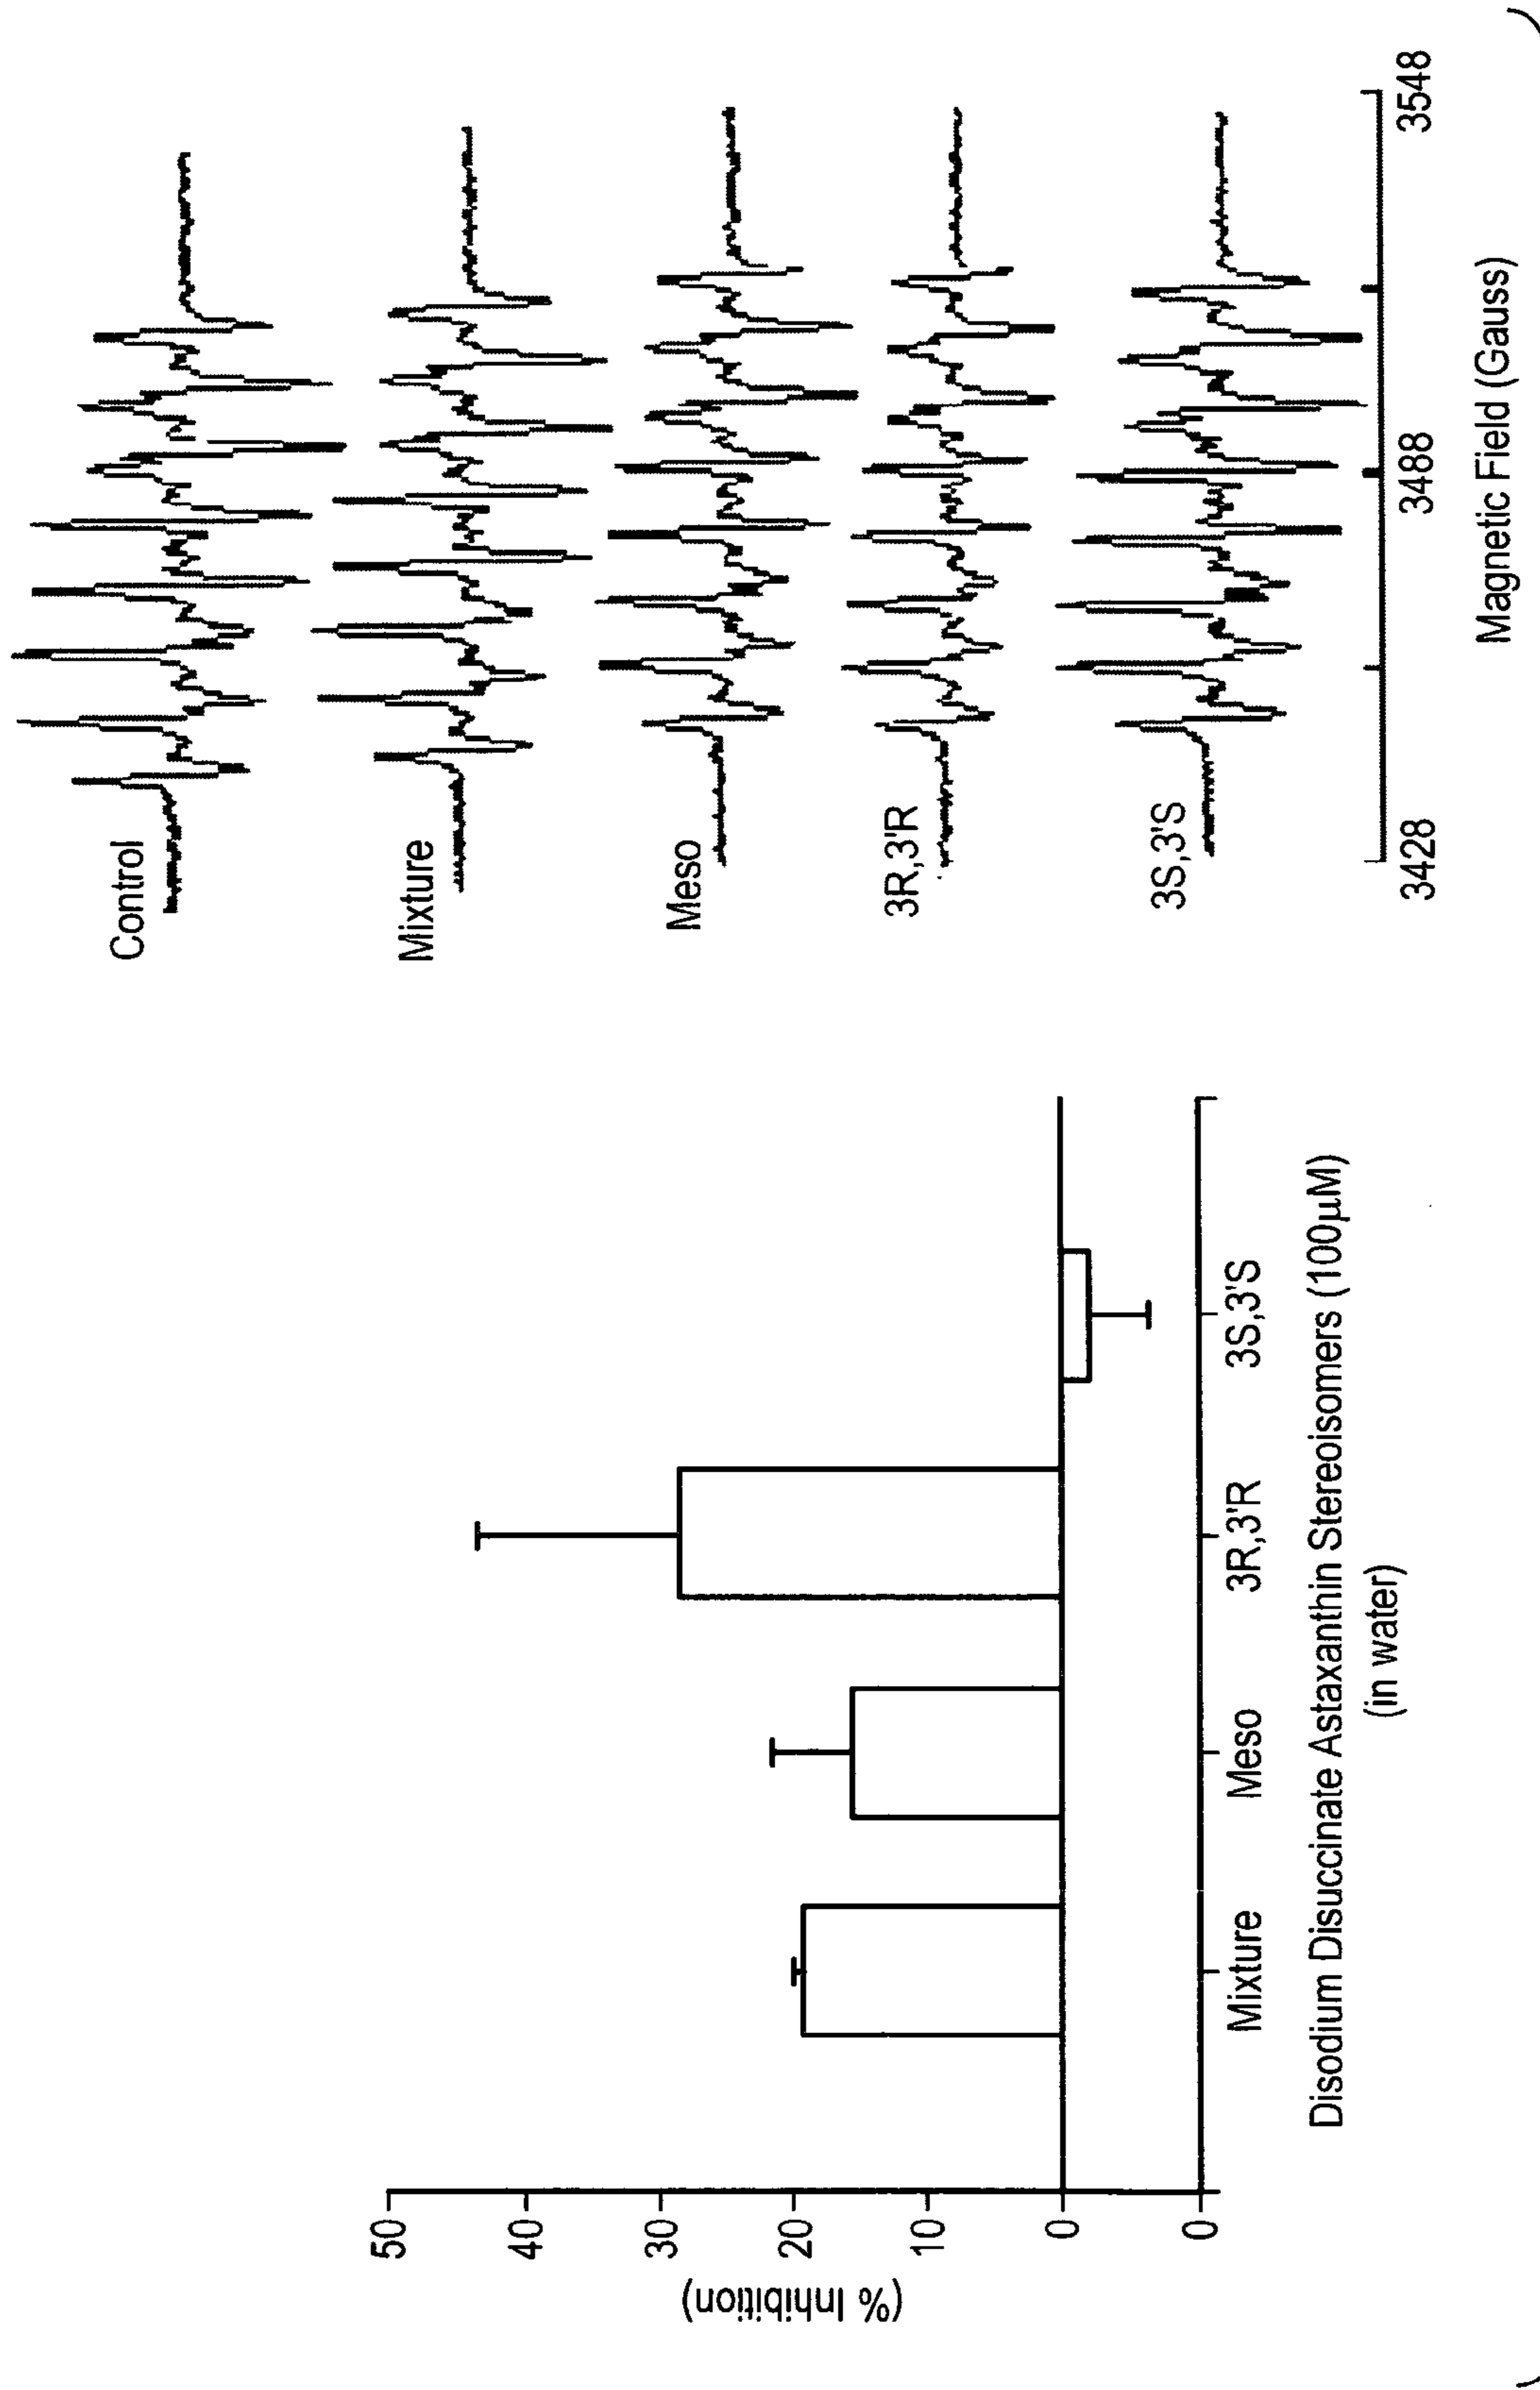 (% Inhibition)
50
40
30
20
10
0
0
Mixture
Meso
3R,3'R
3S,3'S
Disodium Disuccinate Astaxanthin Stereoisomers (100µM)
(in water)
Control
Mixture
Meso
3R,3'R
3S,3'S
3428
3488
3548
Magnetic Field (Gauss)